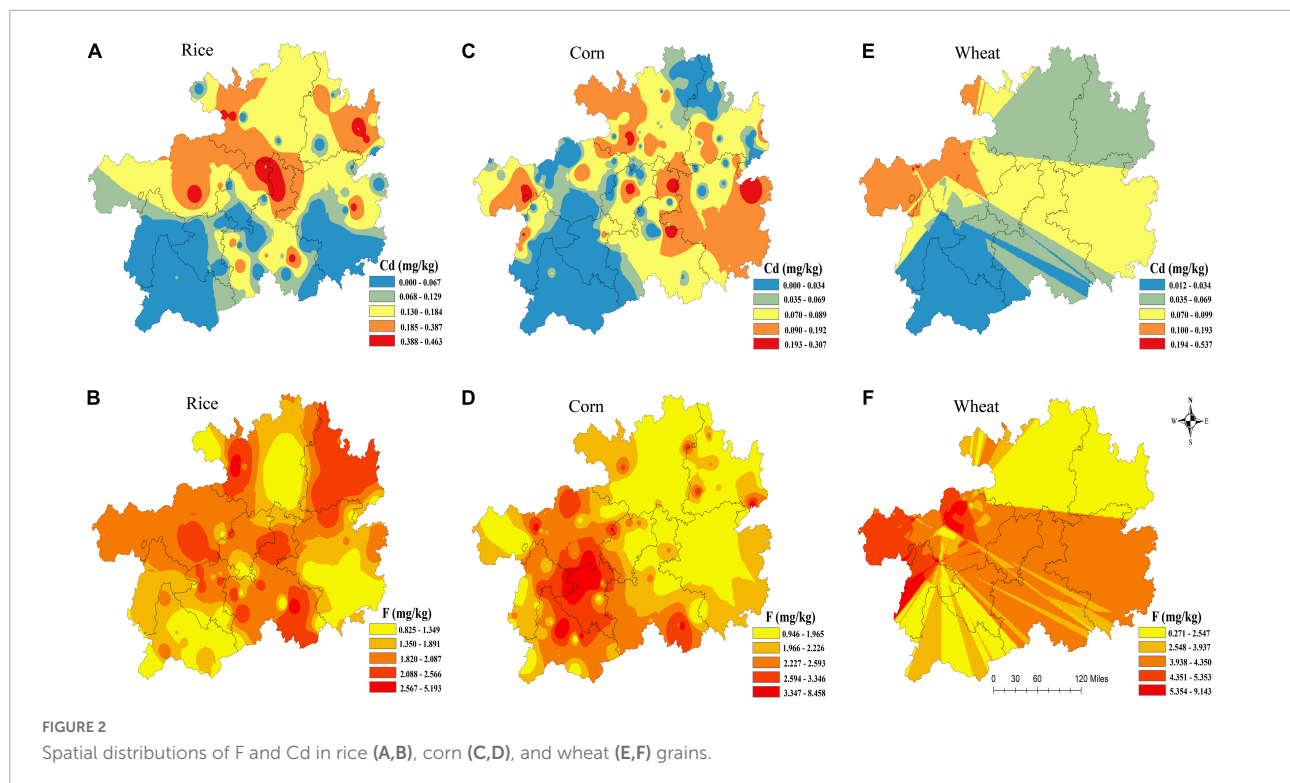 A
Rice
Cd (mg/kg)
0.000 - 0.067
0.068 - 0.129
0.130 - 0.184
0.185 - 0.387
0.388 - 0.463
C
Corn
Cd (mg/kg)
0.000 - 0.034
0.035 - 0.069
0.070 - 0.089
0.090 - 0.192
0.193 - 0.307
E
Wheat
Cd (mg/kg)
0.012 - 0.034
0.035 - 0.069
0.070 - 0.099
0.100 - 0.193
0.194 - 0.537
B
Rice
F (mg/kg)
0.825 - 1.349
1.350 - 1.891
1.820 - 2.087
2.088 - 2.566
2.567 - 5.193
D
Corn
F (mg/kg)
0.946 - 1.965
1.966 - 2.226
2.227 - 2.593
2.594 - 3.346
3.347 - 8.458
F
Wheat
N
W E
S
F (mg/kg)
0.271 - 2.547
2.548 - 3.937
3.938 - 4.350
4.351 - 5.353
5.354 - 9.143
0 30 60 120 Miles
FIGURE 2
Spatial distributions of F and Cd in rice (A,B), corn (C,D), and wheat (E,F) grains.